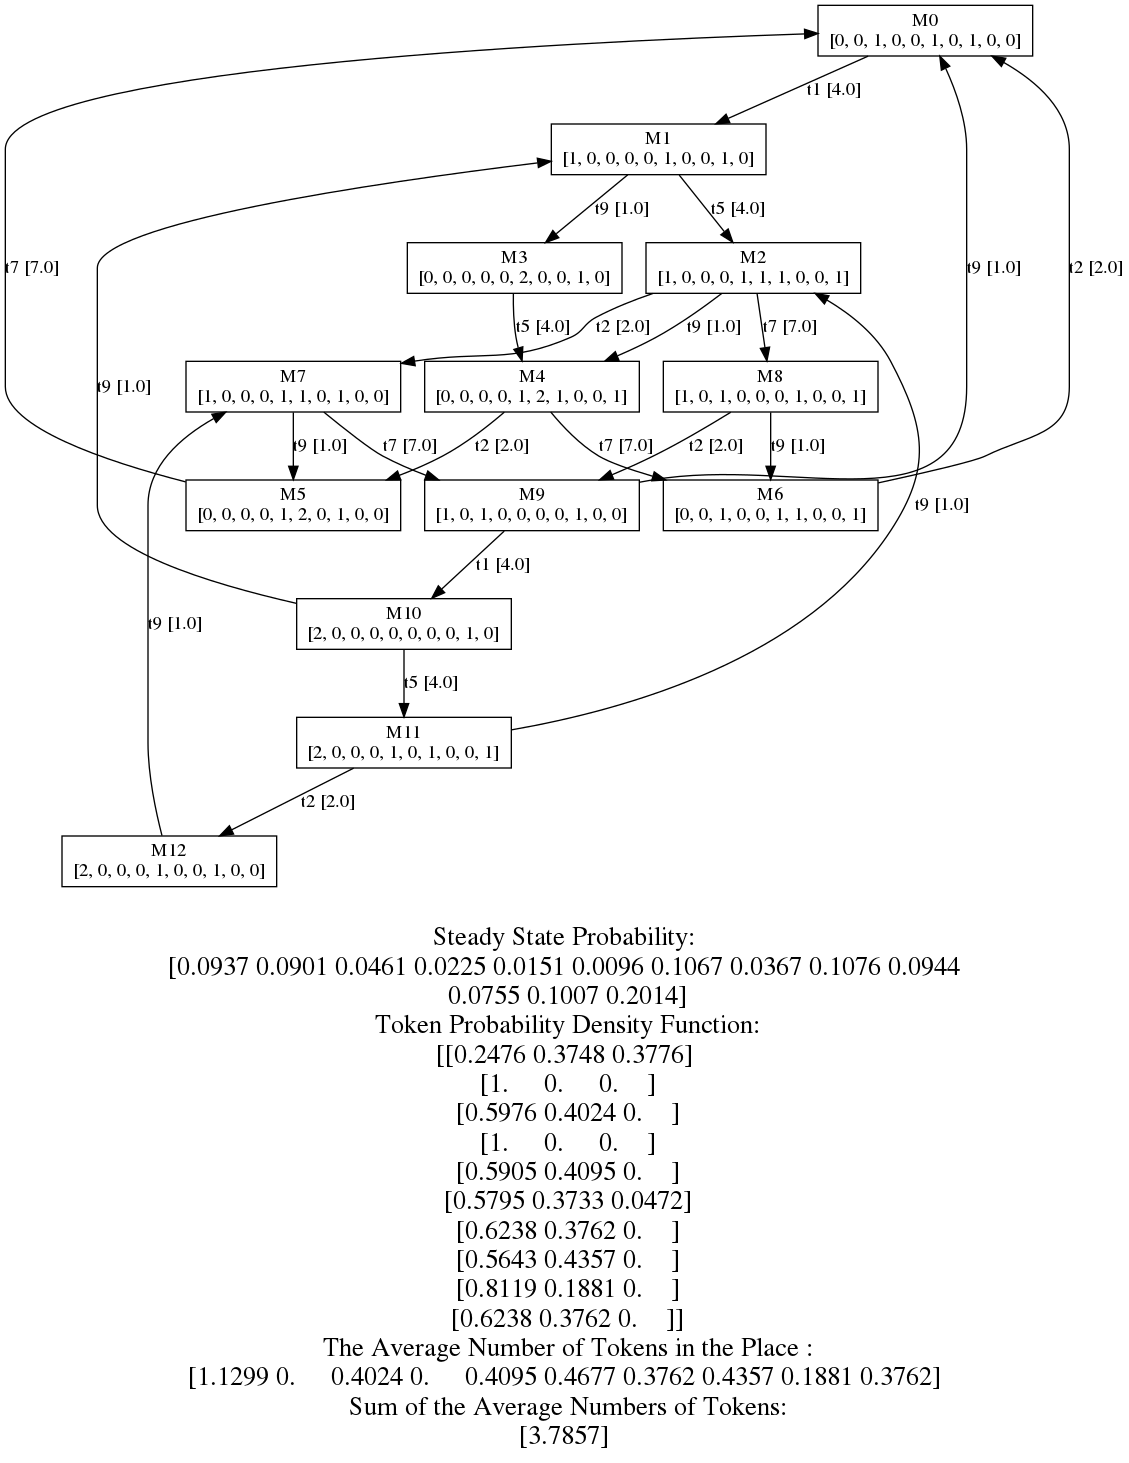 M0
[0, 0, 1, 0, 0, 1, 0, 1, 0, 0]
t1 [4.0]
M1
[1, 0, 0, 0, 0, 1, 0, 0, 1, 0]
t9 [1.0]
t5 [4.0]
M3
[0, 0, 0, 0, 0, 2, 0, 0, 1, 0]
M2
[1, 0, 0, 0, 1, 1, 1, 0, 0, 1]
t7 [7.0]
t9 [1.0]
t2 [2.0]
t5 [4.0]
t2 [2.0]
t9 [1.0]
t7 [7.0]
M7
[1, 0, 0, 0, 1, 1, 0, 1, 0, 0]
M4
[0, 0, 0, 0, 1, 2, 1, 0, 0, 1]
M8
[1, 0, 1, 0, 0, 0, 1, 0, 0, 1]
t9 [1.0]
t9 [1.0]
t7 [7.0]
t2 [2.0]
t7 [7.0]
t2 [2.0]
t9 [1.0]
M5
[0, 0, 0, 0, 1, 2, 0, 1, 0, 0]
M9
[1, 0, 1, 0, 0, 0, 0, 1, 0, 0]
M6
[0, 0, 1, 0, 0, 1, 1, 0, 0, 1]
t9 [1.0]
t1 [4.0]
M10
[2, 0, 0, 0, 0, 0, 0, 0, 1, 0]
t9 [1.0]
t5 [4.0]
M11
[2, 0, 0, 0, 1, 0, 1, 0, 0, 1]
t2 [2.0]
M12
[2, 0, 0, 0, 1, 0, 0, 1, 0, 0]
Steady State Probability:
[0.0937 0.0901 0.0461 0.0225 0.0151 0.0096 0.1067 0.0367 0.1076 0.0944
0.0755 0.1007 0.2014]
Token Probability Density Function:
[[0.2476 0.3748 0.3776]
[1. 0. 0. ]
[0.5976 0.4024 0. ]
[1. 0. 0. ]
[0.5905 0.4095 0. ]
[0.5795 0.3733 0.0472]
[0.6238 0.3762 0. ]
[0.5643 0.4357 0. ]
[0.8119 0.1881 0. ]
[0.6238 0.3762 0. ]]
The Average Number of Tokens in the Place :
[1.1299 0. 0.4024 0. 0.4095 0.4677 0.3762 0.4357 0.1881 0.3762]
Sum of the Average Numbers of Tokens:
[3.7857]